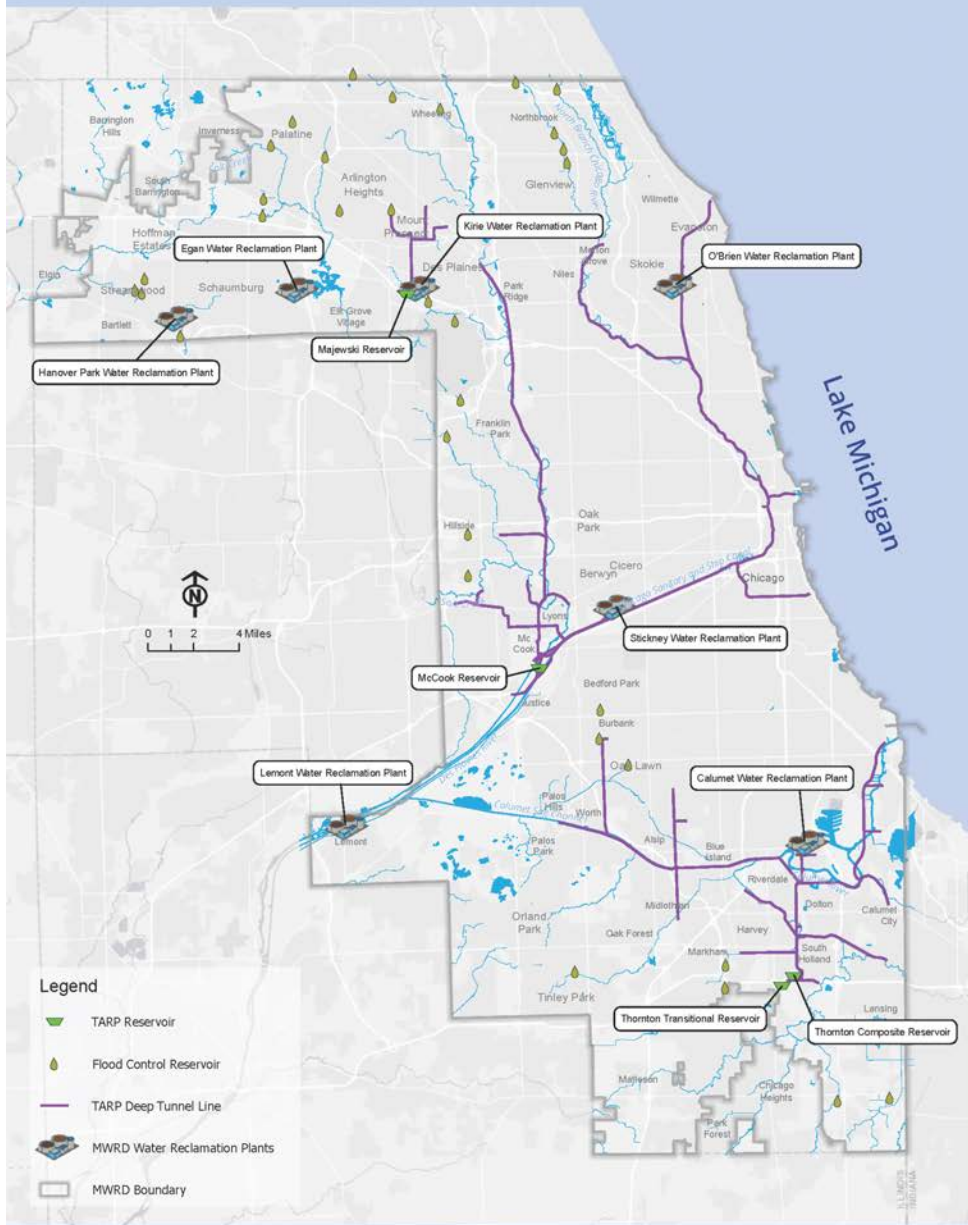 Barrington
Hills
Inverness
Palatine
Wheeling
Northbrook
South
Barrington
Arlington
Heights
Glenview
Wilmette
Hoffman
Estates
Mount
Prospect
Kirie Water Reclamation Plant
Evanston
Egan Water Reclamation Plant
Des Plaines
Morton
Grove
Skokie
O'Brien Water Reclamation Plant
Elgin
Niles
Streamwood
Schaumburg
Park
Ridge
Elk Grove
Village
Bartlett
Majewski Reservoir
Hanover Park Water Reclamation Plant
Lake Michigan
Franklin
Park
Oak
Park
Hillside
Cicero
Berwyn
Chicago
N
0 1 2 4 Miles
Lyons
Stickney Water Reclamation Plant
Mc
Cook
McCook Reservoir
Bedford Park
Justice
Burbank
Lemont Water Reclamation Plant
Oak Lawn
Calumet Water Reclamation Plant
Palos
Hills
Calumet Sag Channel
Worth
Lemont
Palos
Park
Alsip
Blue
Island
Riverdale
Dolton
Calumet
City
Midlothian
Orland
Park
Oak Forest
Harvey
Markham
South
Holland
Tinley Park
Thornton Transitional Reservoir
Lansing
Thornton Composite Reservoir
Matteson
Chicago
Heights
Park
Forest
Legend
TARP Reservoir
Flood Control Reservoir
TARP Deep Tunnel Line
MWRD Water Reclamation Plants
MWRD Boundary
ILLINOIS
INDIANA